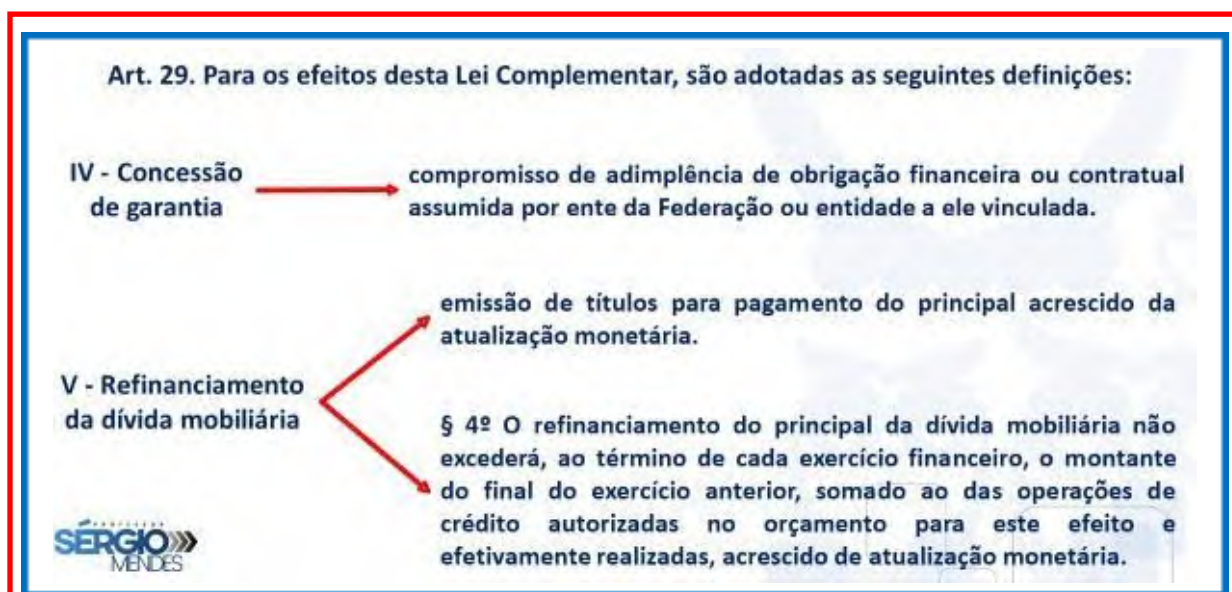 Art. 29. Para os efeitos desta Lei Complementar, são adotadas as seguintes definições:
IV - Concessão
de garantia
compromisso de adimplência de obrigação financeira ou contratual
assumida por ente da Federação ou entidade a ele vinculada.
V - Refinanciamento
da dívida mobiliária
emissão de títulos para pagamento do principal acrescido da
atualização monetária.
§ 4º O refinanciamento do principal da dívida mobiliária não
excederá, ao término de cada exercício financeiro, o montante
do final do exercício anterior, somado ao das operações de
crédito autorizadas no orçamento para este efeito e
efetivamente realizadas, acrescido de atualização monetária.
PROFESSOR
SÉRGIO
MENDES